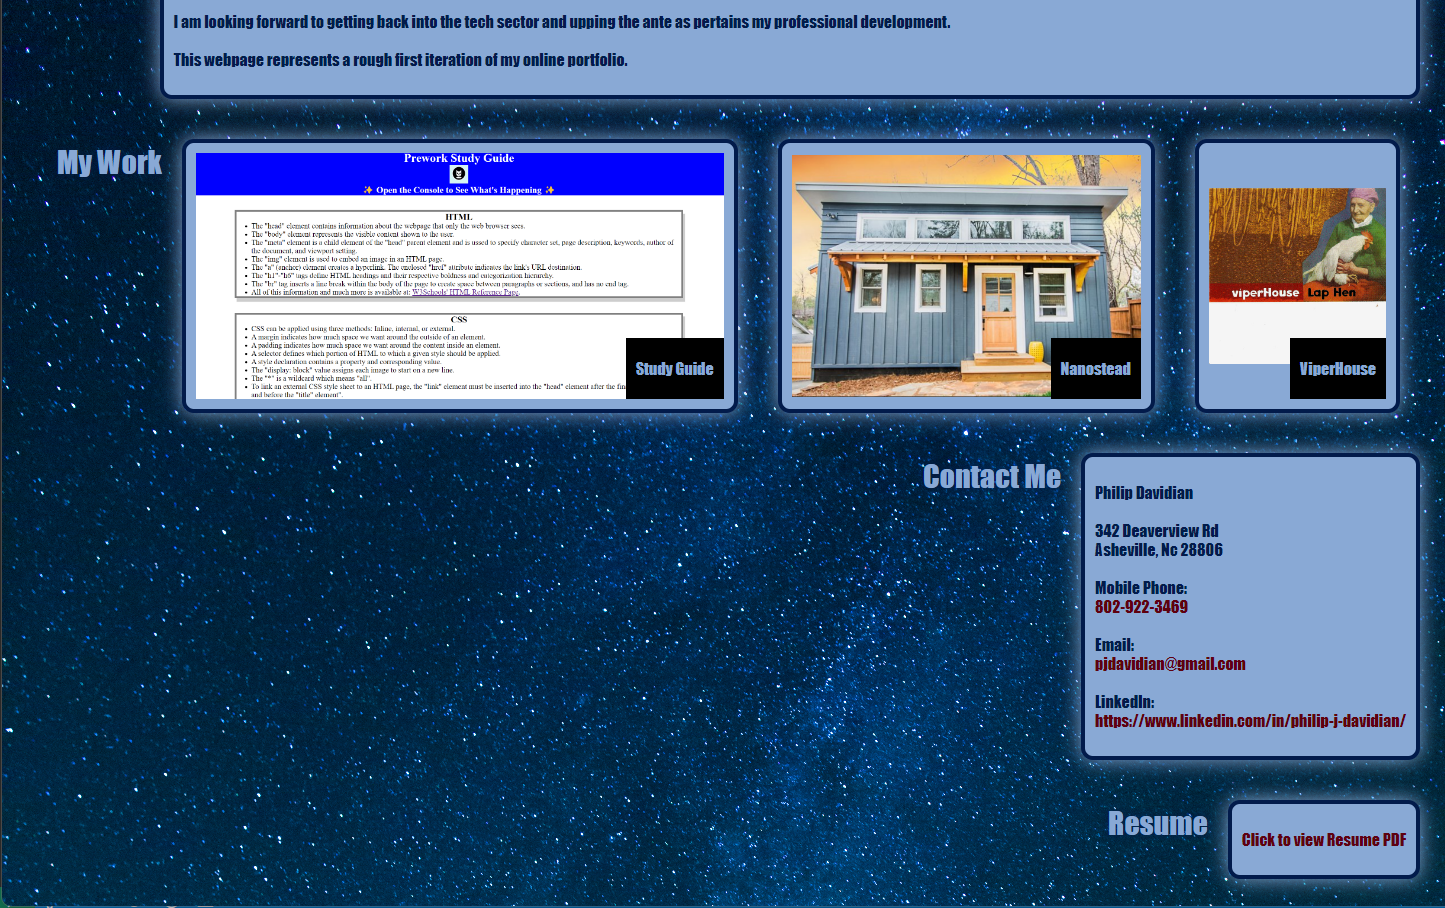 I am looking forward to getting back into the tech sector and upping the ante as pertains my professional development.
This webpage represents a rough first iteration of my online portfolio.
My Work
Prework Study Guide
✨ Open the Console to See What's Happening ✨
HTML
• The "head" element contains information about the webpage that only the web browser sees.
• The "body" element represents the visible content shown to the user.
• The "meta" element is a child element of the "head" parent element and is used to specify character set, page description, keywords, author of
the document, and viewport setting.
• The "img" element is used to embed an image in an HTML page.
• The "a" (anchor) element creates a hyperlink. The enclosed "href" attribute indicates the link's URL destination.
• The "h1"-"h6" tags define HTML headings and their respective boldness and categorization hierarchy.
• The "br" tag inserts a line break within the body of the page to create space between paragraphs or sections, and has no end tag.
• All of this information and much more is available at: W3Schools' HTML Reference Page.
CSS
• CSS can be applied using three methods: Inline, internal, or external.
• A margin indicates how much space we want around the outside of an element.
• A padding indicates how much space we want around the content inside an element.
• A selector defines which portion of HTML to which a given style should be applied.
• A style declaration contains a property and corresponding value.
• The "display: block" value assigns each image to start on a new line.
• The "*" is a wildcard which means "all".
• To link an external CSS style sheet to an HTML page, the "link" element must be inserted into the "head" element after the
and before the "title" element".
Study Guide
Nanostead
viperHouse Lap Hen
ViperHouse
Contact Me
Philip Davidian
342 Deaverview Rd
Asheville, Nc 28806
Mobile Phone:
802-922-3469
Email:
pjdavidian@gmail.com
LinkedIn:
https://www.linkedin.com/in/philip-j-davidian/
Resume
Click to view Resume PDF